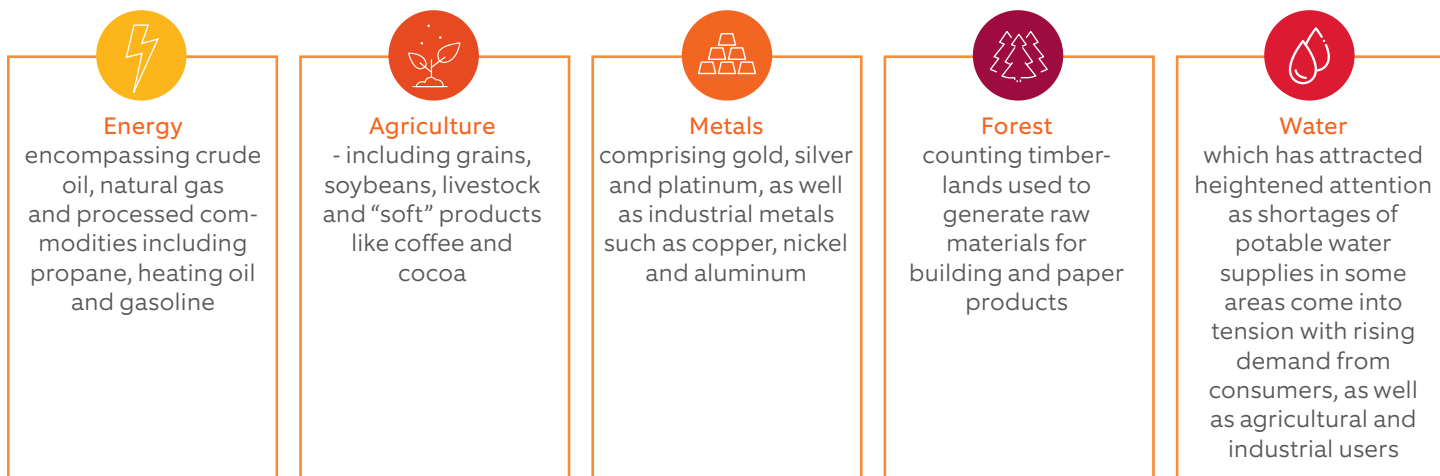 Energy
encompassing crude
oil, natural gas
and processed com-
modities including
propane, heating oil
and gasoline
Agriculture
- including grains,
soybeans, livestock
and “soft” products
like coffee and
cocoa
Metals
comprising gold, silver
and platinum, as well
as industrial metals
such as copper, nickel
and aluminum
Forest
counting timber-
lands used to
generate raw
materials for
building and paper
products
Water
which has attracted
heightened attention
as shortages of
potable water
supplies in some
areas come into
tension with rising
demand from
consumers, as well
as agricultural and
industrial users